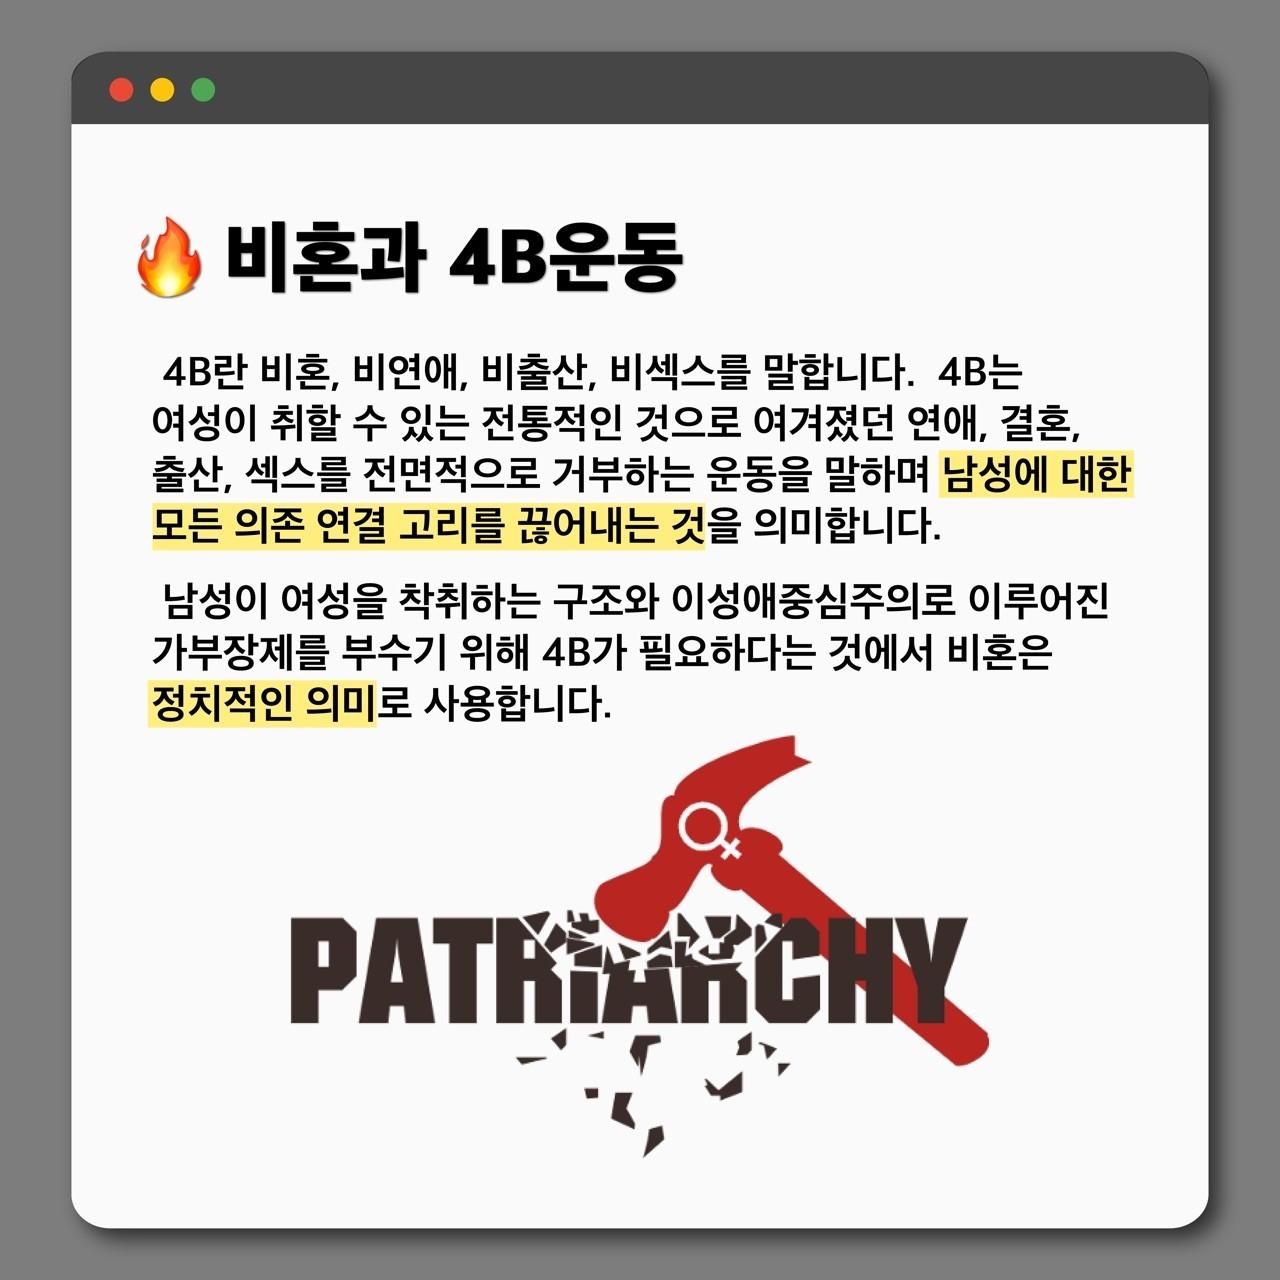 비혼과 4B운동
4B란 비혼, 비연애, 비출산, 비섹스를 말합니다. 4B는
여성이 취할 수 있는 전통적인 것으로 여겨졌던 연애, 결혼,
출산, 섹스를 전면적으로 거부하는 운동을 말하며 남성에 대한
모든 의존 연결 고리를 끊어내는 것을 의미합니다.
남성이 여성을 착취하는 구조와 이성애중심주의로 이루어진
가부장제를 부수기 위해 4B가 필요하다는 것에서 비혼은
정치적인 의미로 사용합니다.
PATRIARCHY